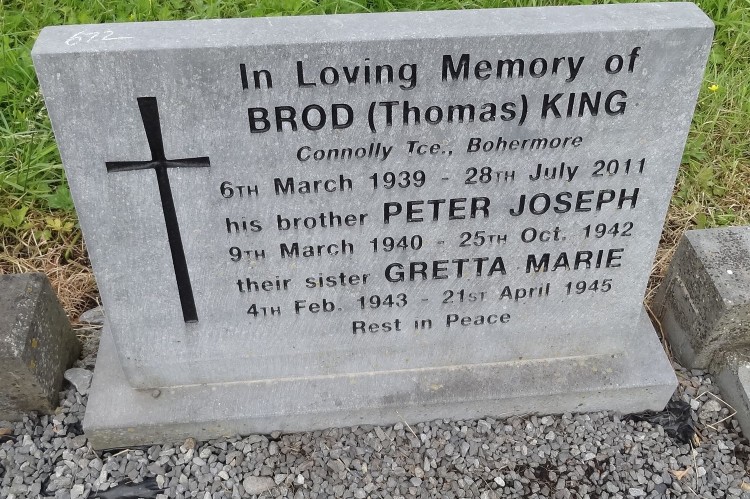 672
In Loving Memory of
BROD (Thomas) KING
Connolly Tce., Bohermore
6TH March 1939 - 28TH July 2011
his brother PETER JOSEPH
9TH March 1940 - 25TH Oct. 1942
their sister GRETTA MARIE
4TH Feb. 1943 - 21ST April 1945
Rest in Peace